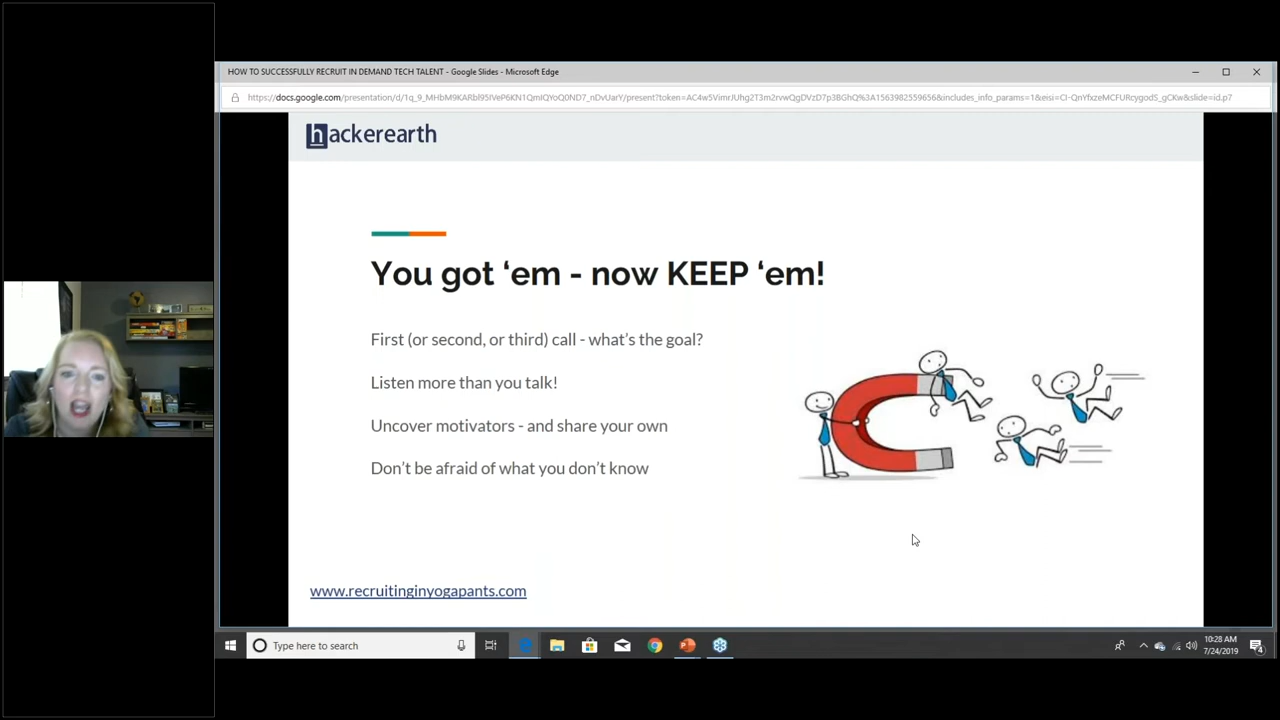 HOW TO SUCCESSFULLY RECRUIT IN DEMAND TECH TALENT - Google Slides - Microsoft Edge
hackerearth
You got ‘em - now KEEP ‘em!
First (or second, or third) call - what’s the goal?
Listen more than you talk!
Uncover motivators - and share your own
Don’t be afraid of what you don’t know
www.recruitinginyogapants.com
Type here to search
10:28 AM
7/24/2019
4